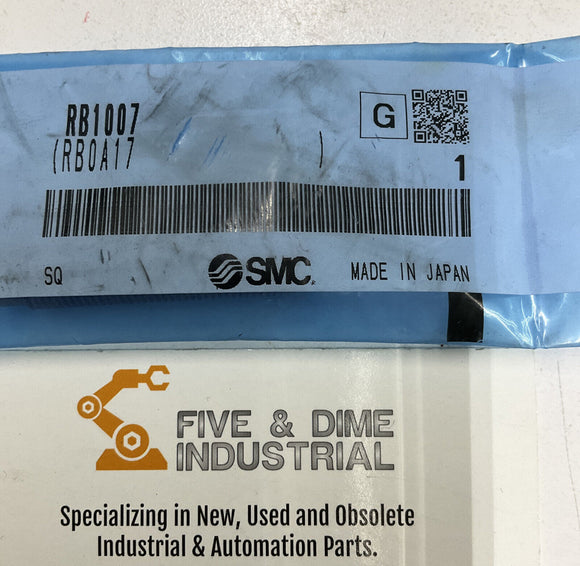 RB1007
G
(RB0A17 )
1
SQ
SMC
MADE IN JAPAN
FIVE & DIME
INDUSTRIAL
Specializing in New, Used and Obsolete
Industrial & Automation Parts.